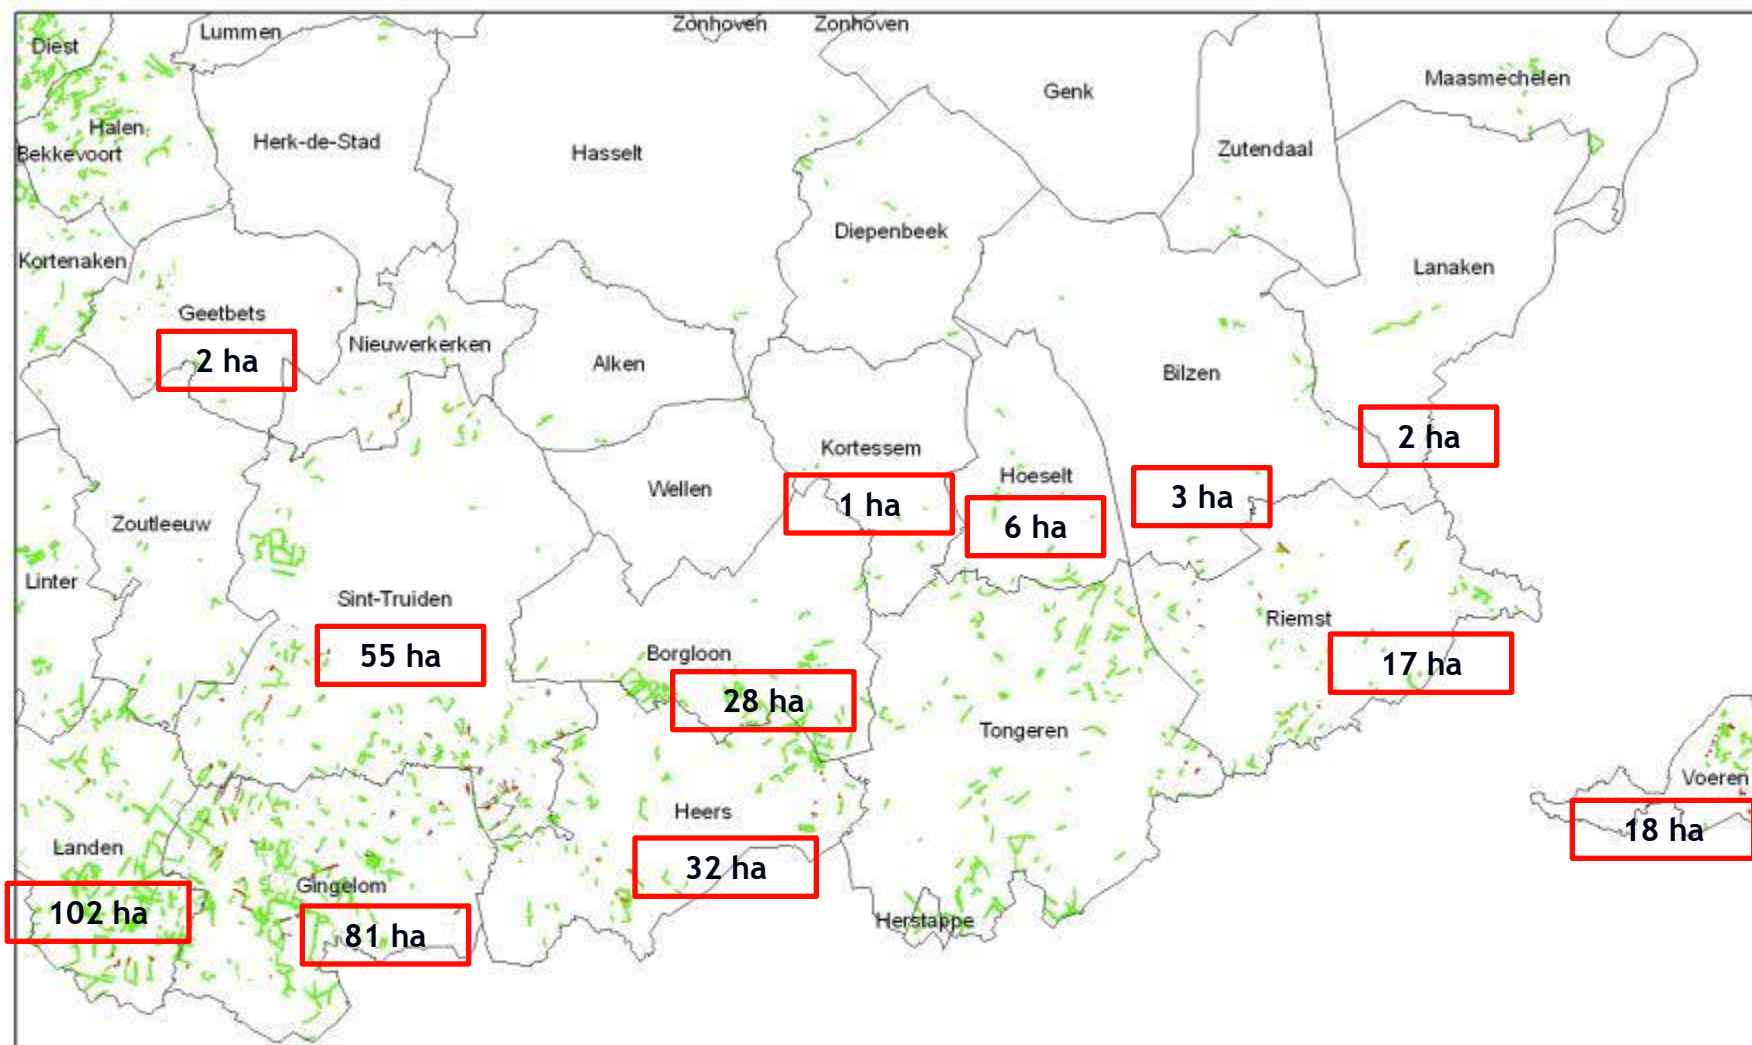 Zonhoven
Zonhoven
Lummen
Diest
Maasmechelen
Genk
Halen
Herk-de-Stad
Hasselt
Zutendaal
Bekkevoort
Diepenbeek
Kortenaken
Lanaken
Geetbets
Nieuwerkerken
2 ha
Alken
Bilzen
2 ha
Kortessem
Hoeselt
Wellen
3 ha
1 ha
Zoutleeuw
6 ha
Linter
Sint-Truiden
Riemst
55 ha
Borgloon
17 ha
28 ha
Tongeren
Voeren
Heers
18 ha
Landen
32 ha
Gingelom
102 ha
Herstappe
81 ha